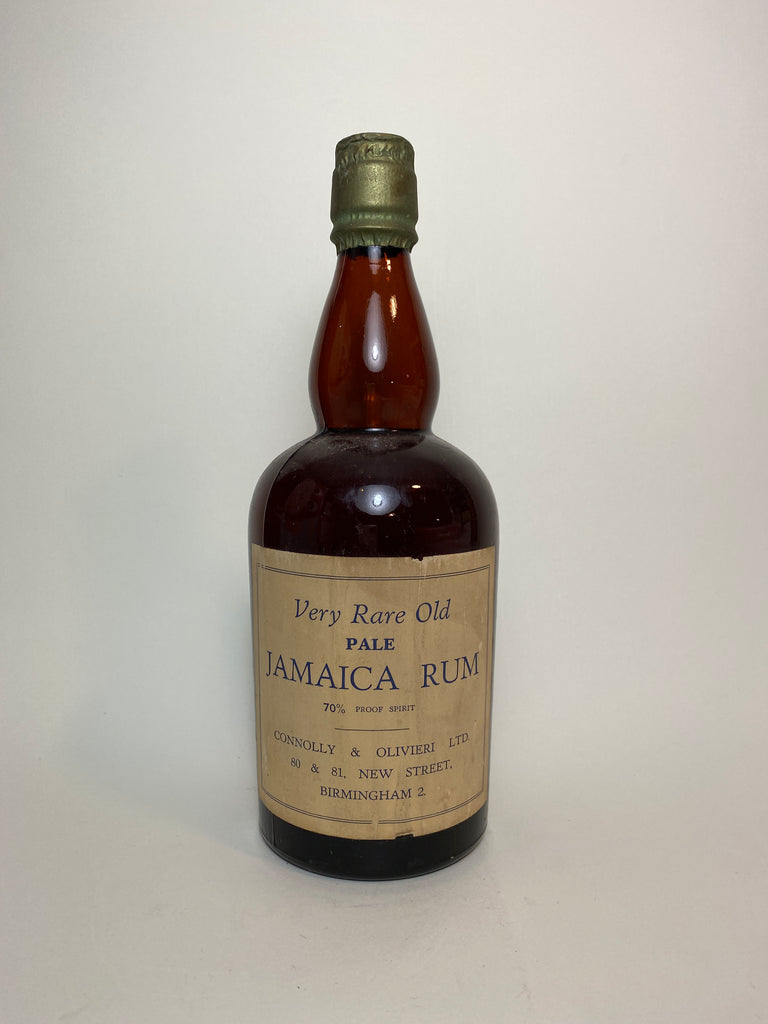 Very Rare Old
PALE
JAMAICA RUM
70% PROOF SPIRIT
CONNOLLY & OLIVIERI LTD.
80 & 81, NEW STREET,
BIRMINGHAM 2.